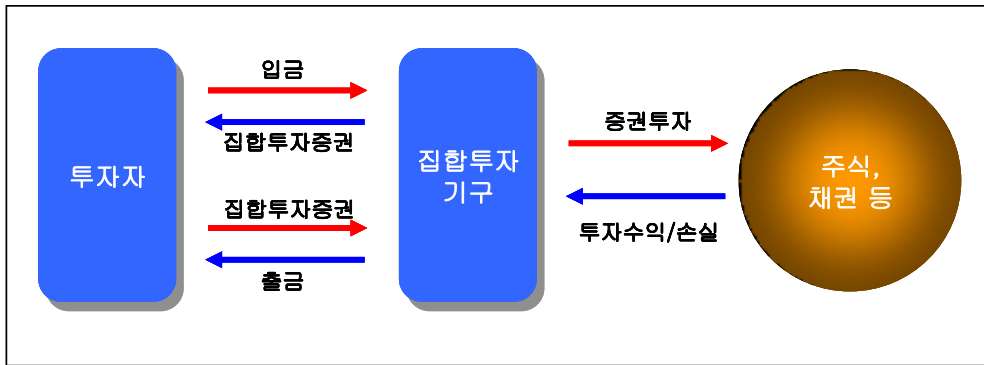 입금
집합투자증권
투자자
집합투자증권
출금
집합투자
기구
증권투자
투자수익/손실
주식,
채권 등